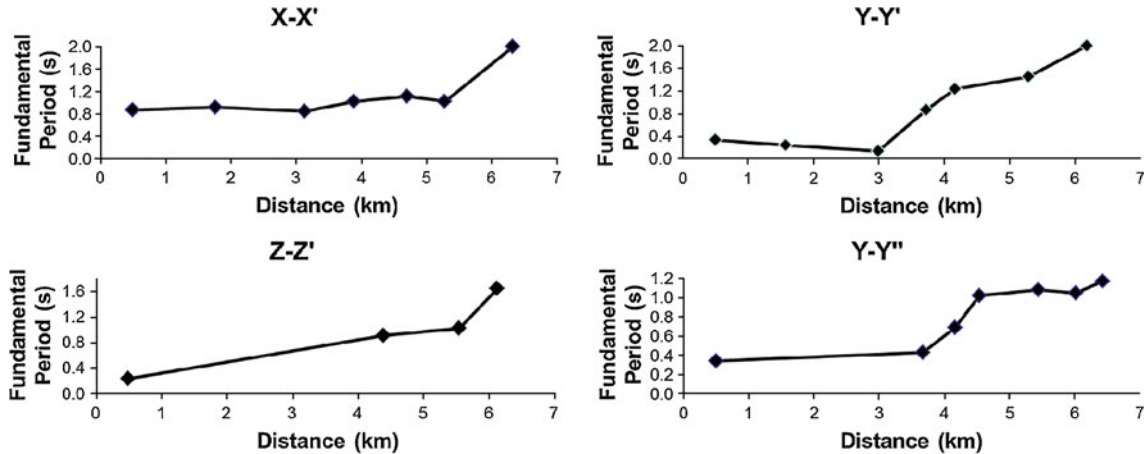 X-X'
Fundamental
Period (s)
2.0
1.6
1.2
0.8
0.4
0.0
0 1 2 3 4 5 6 7
Distance (km)
Y-Y'
Fundamental
Period (s)
2.0
1.6
1.2
0.8
0.4
0.0
0 1 2 3 4 5 6 7
Distance (km)
Z-Z'
Fundamental
Period (s)
1.6
0.8
0.4
0.0
0 1 2 3 4 5 6 7
Distance (km)
Y-Y"
Fundamental
Period (s)
1.2
1.0
0.8
0.6
0.4
0.2
0.0
0 1 2 3 4 5 6 7
Distance (km)